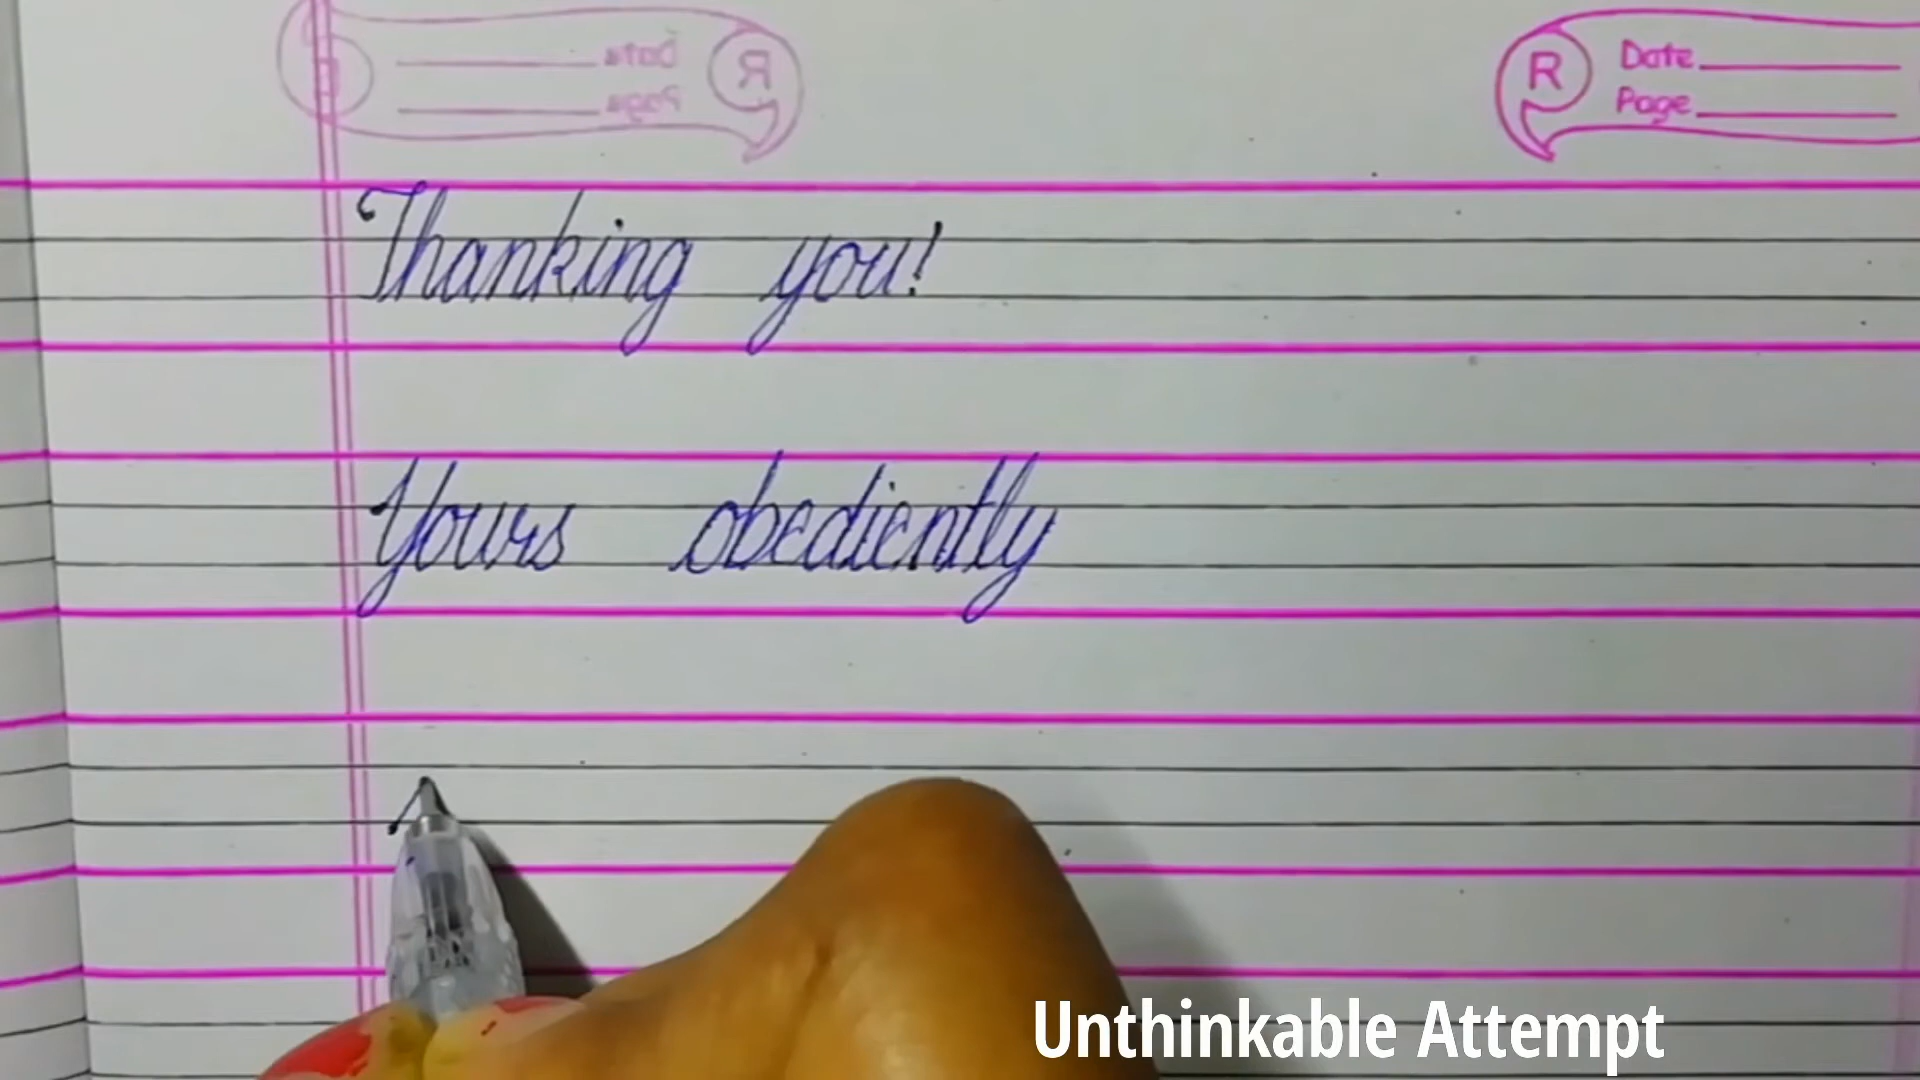 R Date
Page
Thanking you!
Yours obediently
Unthinkable Attempt